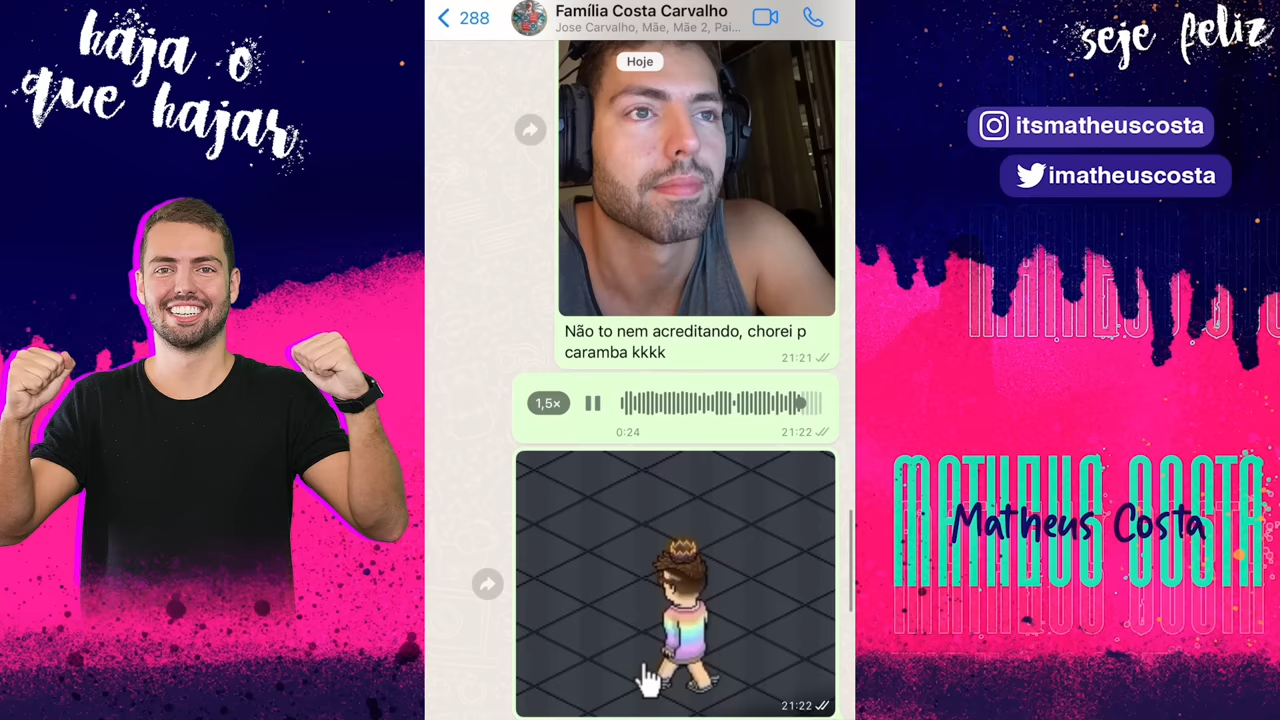 haja o
que hajar
288
Família Costa Carvalho
Jose Carvalho, Mãe, Mãe 2, Pai...
Hoje
Não to nem acreditando, chorei p
caramba kkkk
21:21
1,5×
0:24
21:22
21:22
seje feliz
itsmatheuscosta
imatheuscosta
MATHEUS COSTA
MATHEUS COSTA
Matheus Costa